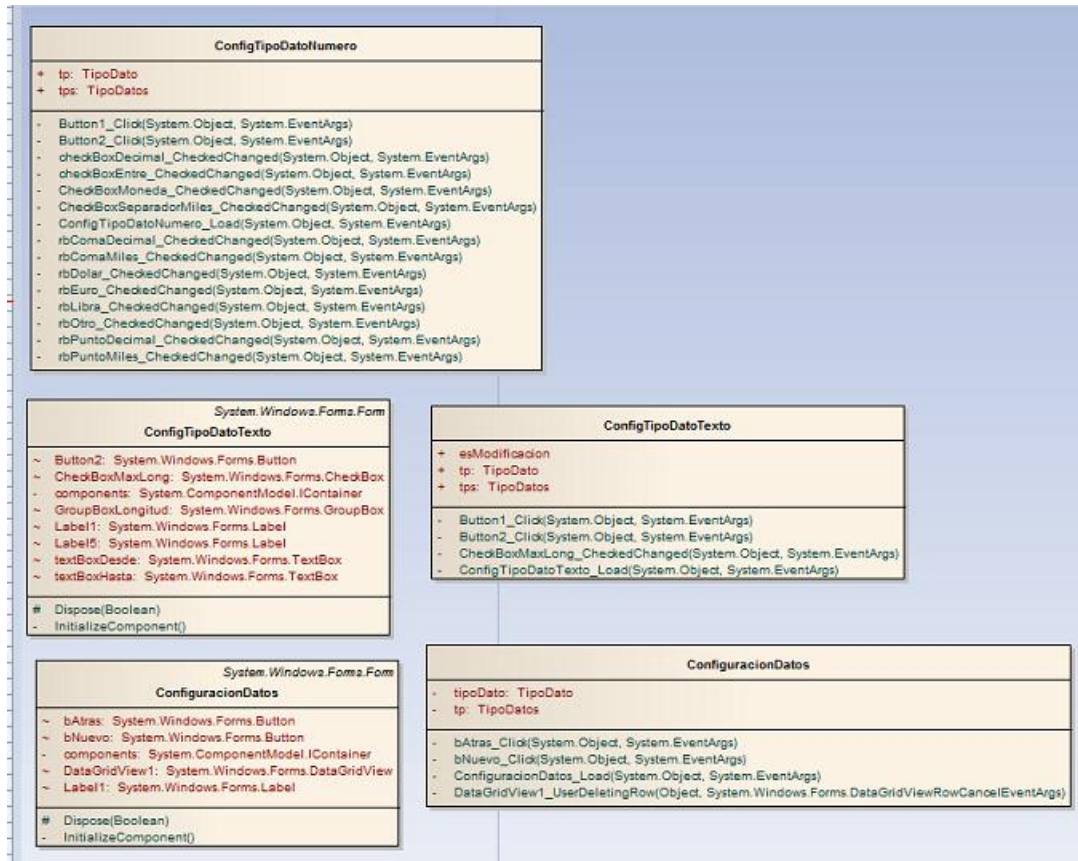 ConfigTipoDatoNumero
+ tp: TipoDato
+ tps: TipoDatos
- Button1_Click(System.Object, System.EventArgs)
- Button2_Click(System.Object, System.EventArgs)
- checkBoxDecimal_CheckedChanged(System.Object, System.EventArgs)
- checkBoxEntre_CheckedChanged(System.Object, System.EventArgs)
- CheckBoxMoneda_CheckedChanged(System.Object, System.EventArgs)
- CheckBoxSeparadorMiles_CheckedChanged(System.Object, System.EventArgs)
- ConfigTipoDatoNumero_Load(System.Object, System.EventArgs)
- rbComaDecimal_CheckedChanged(System.Object, System.EventArgs)
- rbComaMiles_CheckedChanged(System.Object, System.EventArgs)
- rbDolar_CheckedChanged(System.Object, System.EventArgs)
- rbEuro_CheckedChanged(System.Object, System.EventArgs)
- rbLibra_CheckedChanged(System.Object, System.EventArgs)
- rbOtro_CheckedChanged(System.Object, System.EventArgs)
- rbPuntoDecimal_CheckedChanged(System.Object, System.EventArgs)
- rbPuntoMiles_CheckedChanged(System.Object, System.EventArgs)
System.Windows.Forms.Form
ConfigTipoDatoTexto
~ Button2: System.Windows.Forms.Button
~ CheckBoxMaxLong: System.Windows.Forms.CheckBox
- components: System.ComponentModel.IContainer
~ GroupBoxLongitud: System.Windows.Forms.GroupBox
~ Label1: System.Windows.Forms.Label
~ Label5: System.Windows.Forms.Label
~ textBoxDesde: System.Windows.Forms.TextBox
~ textBoxHasta: System.Windows.Forms.TextBox
# Dispose(Boolean)
- InitializeComponent()
ConfigTipoDatoTexto
+ esModificacion
+ tp: TipoDato
+ tps: TipoDatos
- Button1_Click(System.Object, System.EventArgs)
- Button2_Click(System.Object, System.EventArgs)
- CheckBoxMaxLong_CheckedChanged(System.Object, System.EventArgs)
- ConfigTipoDatoTexto_Load(System.Object, System.EventArgs)
System.Windows.Forms.Form
ConfiguracionDatos
~ bAtras: System.Windows.Forms.Button
~ bNuevo: System.Windows.Forms.Button
- components: System.ComponentModel.IContainer
~ DataGridView1: System.Windows.Forms.DataGridView
~ Label1: System.Windows.Forms.Label
# Dispose(Boolean)
- InitializeComponent()
ConfiguracionDatos
- tipoDato: TipoDato
- tp: TipoDatos
- bAtras_Click(System.Object, System.EventArgs)
- bNuevo_Click(System.Object, System.EventArgs)
- ConfiguracionDatos_Load(System.Object, System.EventArgs)
- DataGridView1_UserDeletingRow(Object, System.Windows.Forms.DataGridViewRowCancelEventArgs)